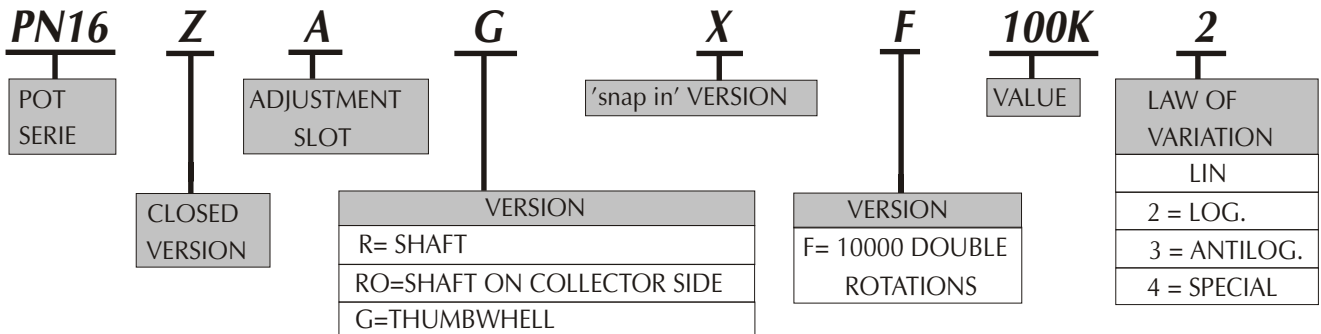 PN16 Z A G X F 100K 2
POT SERIE
ADJUSTMENT SLOT
'snap in' VERSION
VALUE
LAW OF VARIATION
LIN
2 = LOG.
3 = ANTILOG.
4 = SPECIAL
CLOSED VERSION
VERSION
R= SHAFT
RO=SHAFT ON COLLECTOR SIDE
G=THUMBWHELL
VERSION
F= 10000 DOUBLE
ROTATIONS